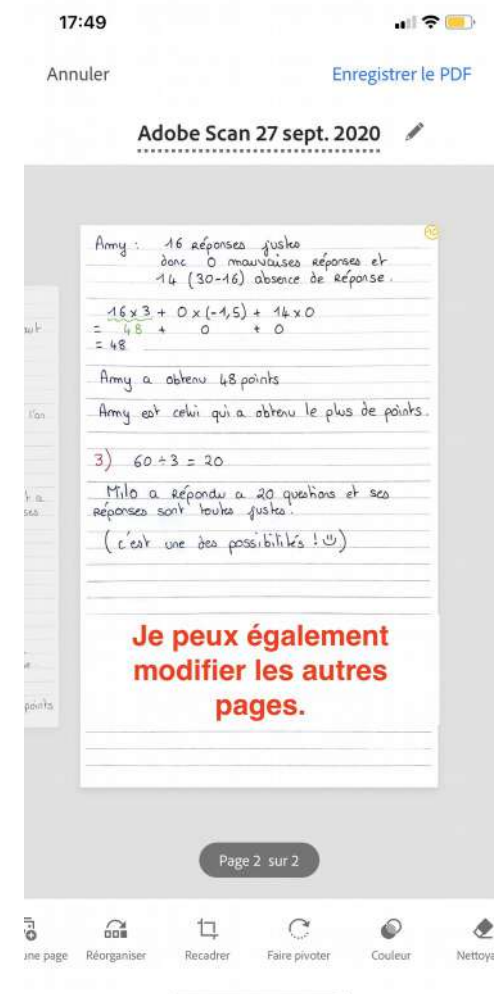 17:49
Annuler
Enregistrer le PDF
Adobe Scan 27 sept. 2020
Amy : 16 réponses justes
donc 0 mauvaises réponses et
14 (30-16) absence de réponse.
16 x 3 + 0 x (-1,5) + 14 x 0
= 48 + 0 + 0
= 48
Amy a obtenu 48 points
Amy est celui qui a obtenu le plus de points.
3) 60 ÷ 3 = 20
Milo a répondu a 20 questions et ses
réponses sont toutes justes.
(c'est une des possibilités !)
l'on
points
Je peux également
modifier les autres
pages.
Page 2 sur 2
une page
Réorganiser
Recadrer
Faire pivoter
Couleur